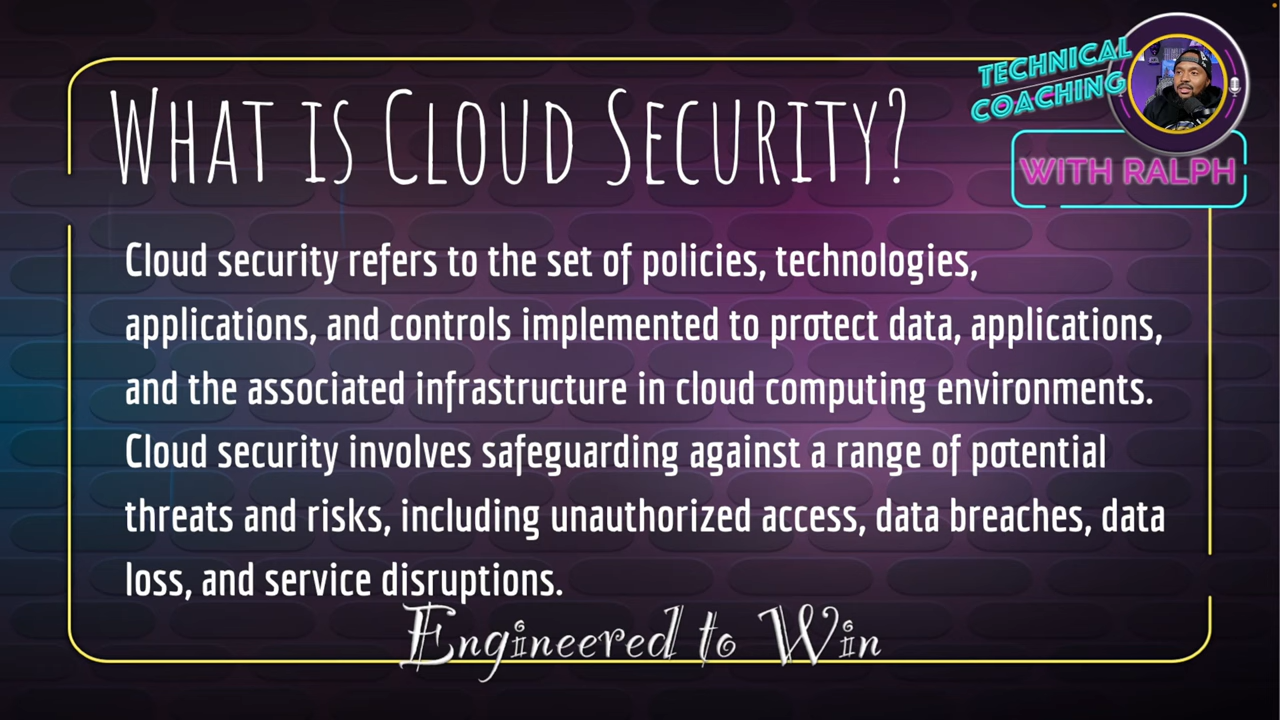 What is Cloud Security?
TECHNICAL
COACHING
WITH RALPH
Cloud security refers to the set of policies, technologies,
applications, and controls implemented to protect data, applications,
and the associated infrastructure in cloud computing environments.
Cloud security involves safeguarding against a range of potential
threats and risks, including unauthorized access, data breaches, data
loss, and service disruptions.
Engineered to Win